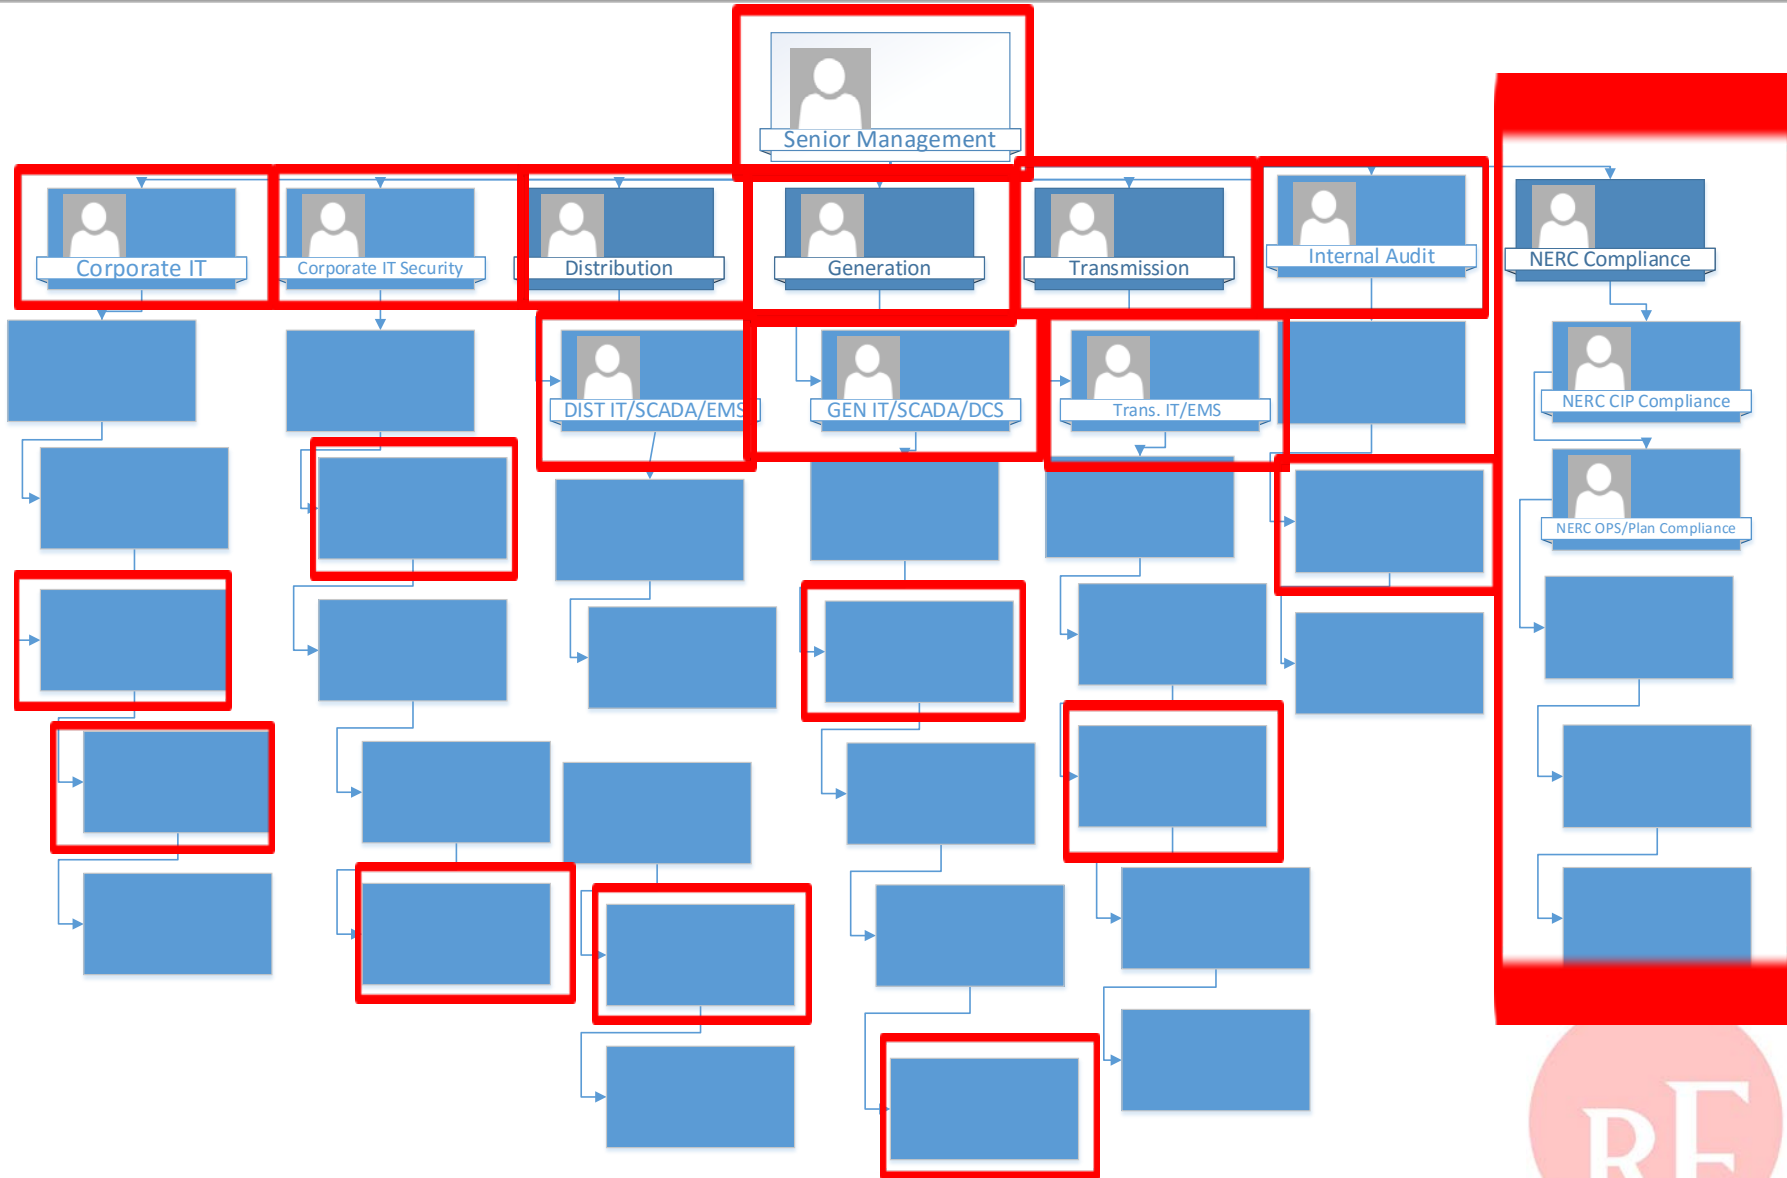 Senior Management
Corporate IT
Corporate IT Security
Distribution
Generation
Transmission
Internal Audit
NERC Compliance
DIST IT/SCADA/EMS
GEN IT/SCADA/DCS
Trans. IT/EMS
NERC CIP Compliance
NERC OPS/Plan Compliance
RF